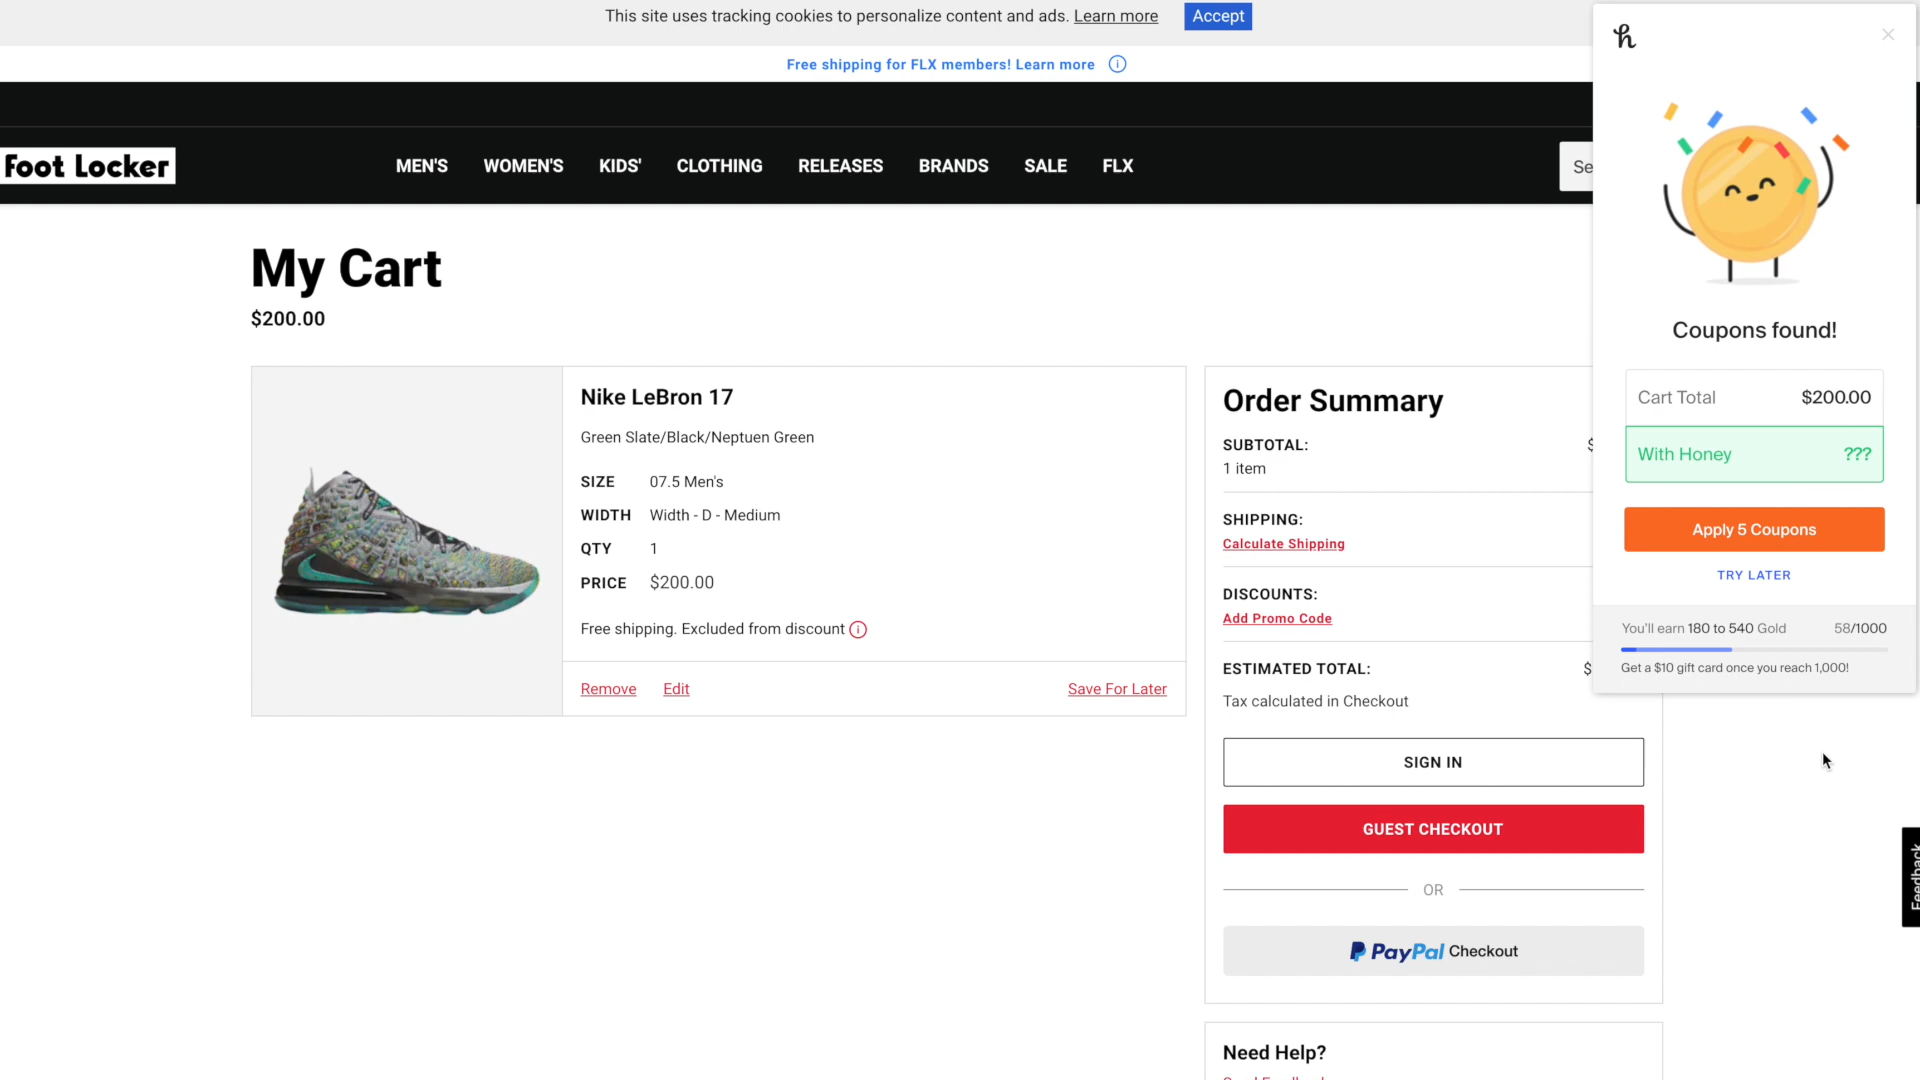 This site uses tracking cookies to personalize content and ads. Learn more Accept
Free shipping for FLX members! Learn more
Foot Locker
MEN'S WOMEN'S KIDS' CLOTHING RELEASES BRANDS SALE FLX
Se
My Cart
$200.00
Nike LeBron 17
Green Slate/Black/Neptuen Green
SIZE 07.5 Men's
WIDTH Width - D - Medium
QTY 1
PRICE $200.00
Free shipping. Excluded from discount
Remove Edit Save For Later
Order Summary
SUBTOTAL: $
1 item
SHIPPING:
Calculate Shipping
DISCOUNTS:
Add Promo Code
ESTIMATED TOTAL: $
Tax calculated in Checkout
SIGN IN
GUEST CHECKOUT
OR
PayPal Checkout
Need Help?
h
Coupons found!
Cart Total $200.00
With Honey ???
Apply 5 Coupons
TRY LATER
You'll earn 180 to 540 Gold 58/1000
Get a $10 gift card once you reach 1,000!
Feedback